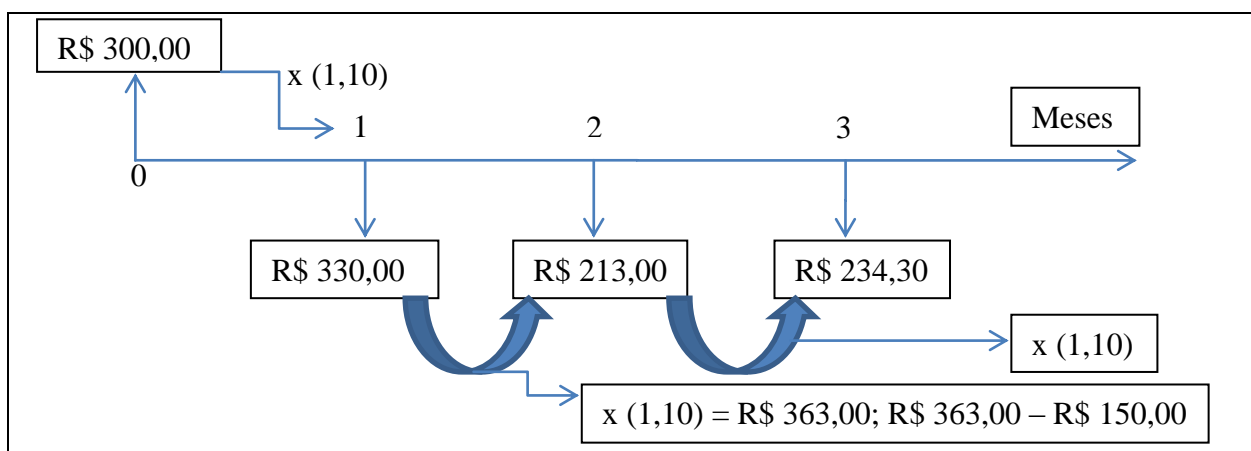 R$ 300,00
x (1,10)
1 2 3 Meses
0
R$ 330,00 R$ 213,00 R$ 234,30
x (1,10)
x (1,10) = R$ 363,00; R$ 363,00 – R$ 150,00